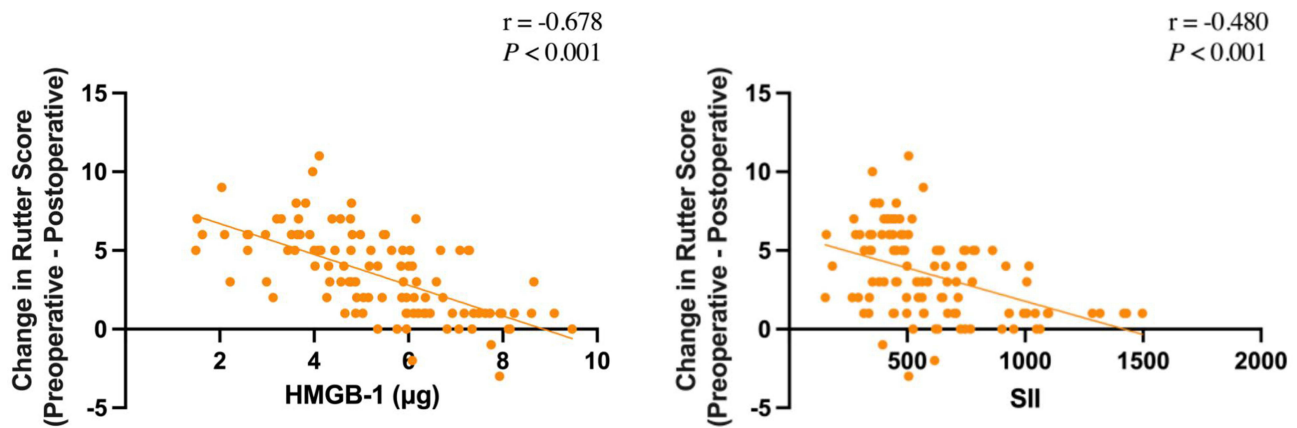 r = -0.678
P < 0.001
Change in Rutter Score
(Preoperative - Postoperative)
15
10
5
0
-5
2
4
6
8
10
HMGB-1 (μg)
r = -0.480
P < 0.001
Change in Rutter Score
(Preoperative - Postoperative)
15
10
5
0
-5
500
1000
1500
2000
SII